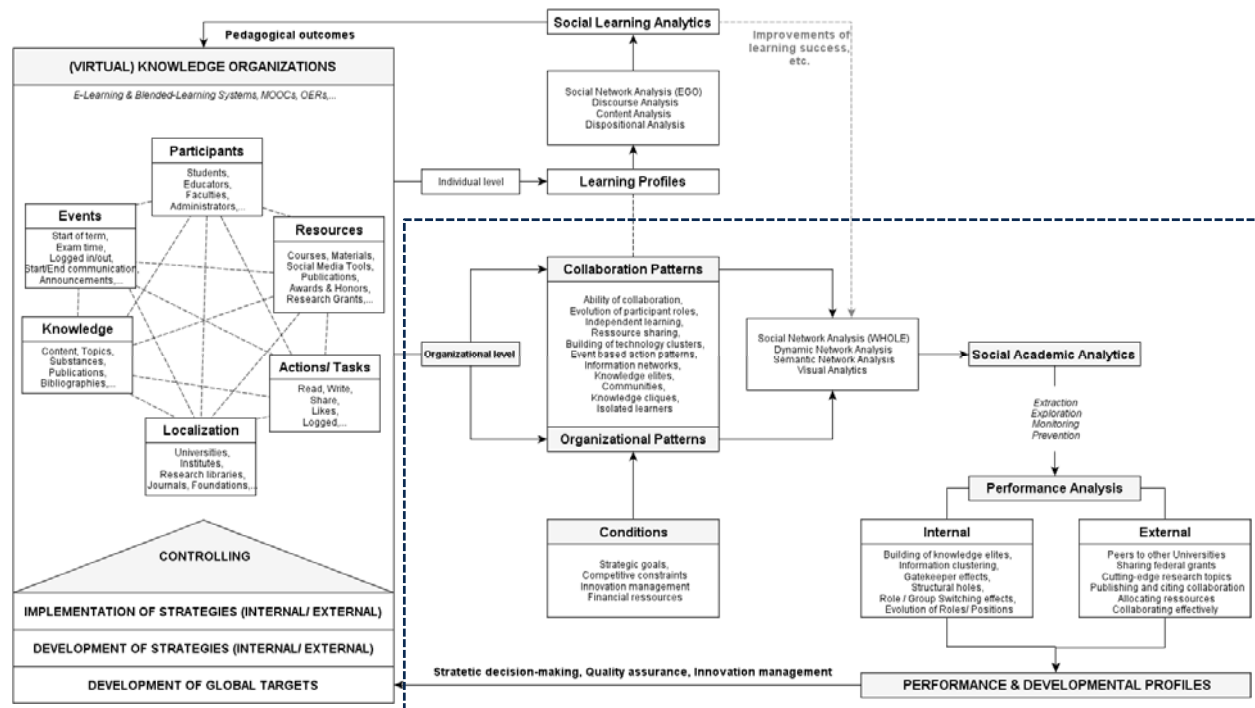 Social Learning Analytics
Pedagogical outcomes
Improvements of
learning success,
etc.
(VIRTUAL) KNOWLEDGE ORGANIZATIONS
E-Learning & Blended-Learning Systems, MOOCs, OERs,...
Social Network Analysis (EGO)
Discourse Analysis
Content Analysis
Dispositional Analysis
Participants
Students,
Educators,
Faculties,
Administrators,...
Individual level
Learning Profiles
Events
Start of term,
Exam time,
Logged in/out,
Start/End communication,
Announcements,...
Resources
Courses, Materials,
Social Media Tools,
Publications,
Awards & Honors,
Research Grants,...
Knowledge
Content, Topics,
Substances,
Publications,
Bibliographies,...
Actions/ Tasks
Read, Write,
Share,
Likes,
Logged,...
Localization
Universities,
Institutes,
Research libraries,
Journals, Foundations,...
Organizational level
Collaboration Patterns
Ability of collaboration,
Evolution of participant roles,
Independent learning,
Ressource sharing,
Building of technology clusters,
Event based action patterns,
Information networks,
Knowledge elites,
Communities,
Knowledge cliques,
Isolated learners
Organizational Patterns
Social Network Analysis (WHOLE)
Dynamic Network Analysis
Semantic Network Analysis
Visual Analytics
Social Academic Analytics
Extraction
Exploration
Monitoring
Prevention
Performance Analysis
Conditions
Strategic goals,
Competitive constraints
Innovation management
Financial ressources
Internal
Building of knowledge elites,
Information clustering,
Gatekeeper effects,
Structural holes,
Role / Group Switching effects,
Evolution of Roles/ Positions
External
Peers to other Universities
Sharing federal grants
Cutting-edge research topics
Publishing and citing collaboration
Allocating ressources
Collaborating effectively
CONTROLLING
IMPLEMENTATION OF STRATEGIES (INTERNAL/ EXTERNAL)
DEVELOPMENT OF STRATEGIES (INTERNAL/ EXTERNAL)
DEVELOPMENT OF GLOBAL TARGETS
Stratetic decision-making, Quality assurance, Innovation management
PERFORMANCE & DEVELOPMENTAL PROFILES